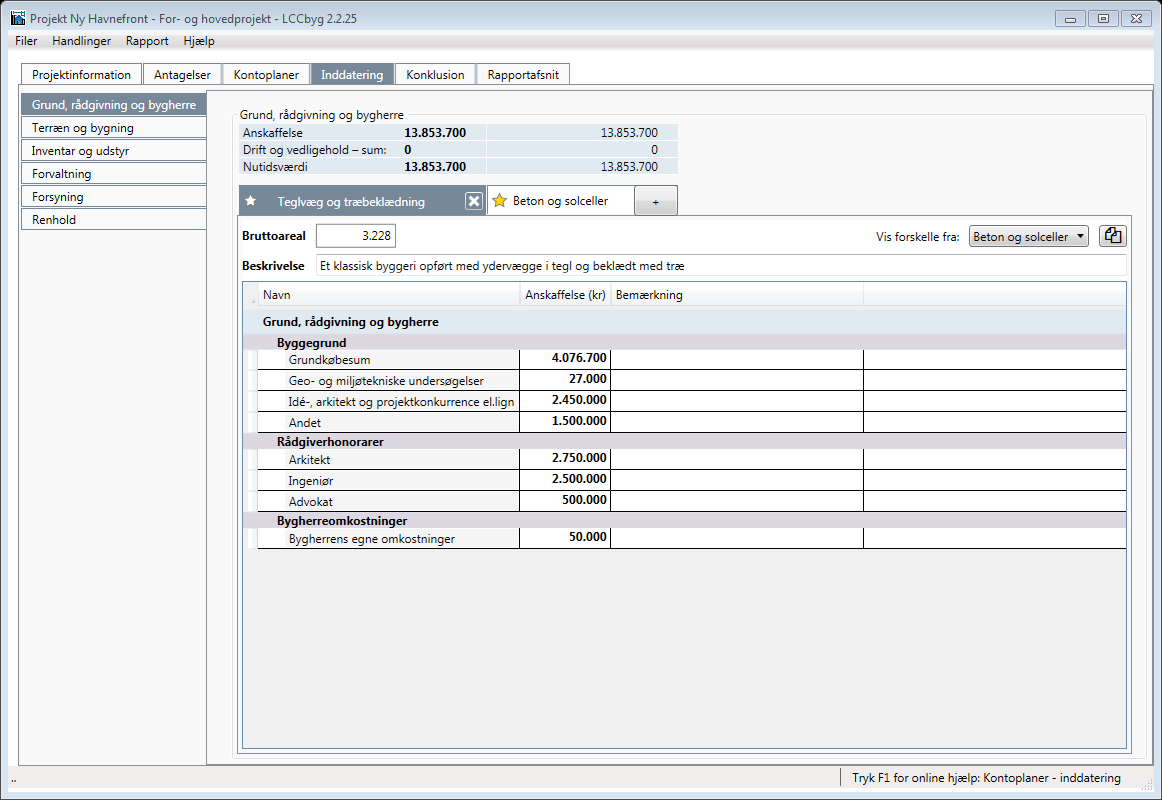 Projekt Ny Havnefront - For- og hovedprojekt - LCCbyg 2.2.25
Filer Handlinger Rapport Hjælp
Projektinformation Antagelser Kontoplaner Inddatering Konklusion Rapportafsnit
Grund, rådgivning og bygherre
Terræn og bygning
Inventar og udstyr
Forvaltning
Forsyning
Renhold
Grund, rådgivning og bygherre
Anskaffelse 13.853.700 13.853.700
Drift og vedligehold – sum: 0 0
Nutidsværdi 13.853.700 13.853.700
Teglvæg og træbeklædning Beton og solceller +
Bruttoareal 3.228 Vis forskelle fra: Beton og solceller
Beskrivelse Et klassisk byggeri opført med ydervægge i tegl og beklædt med træ
Navn Anskaffelse (kr) Bemærkning
Grund, rådgivning og bygherre
Byggegrund
Grundkøbesum 4.076.700
Geo- og miljøtekniske undersøgelser 27.000
Idé-, arkitekt og projektkonkurrence el.lign 2.450.000
Andet 1.500.000
Rådgiverhonorarer
Arkitekt 2.750.000
Ingeniør 2.500.000
Advokat 500.000
Bygherreomkostninger
Bygherrens egne omkostninger 50.000
.. Tryk F1 for online hjælp: Kontoplaner - inddatering